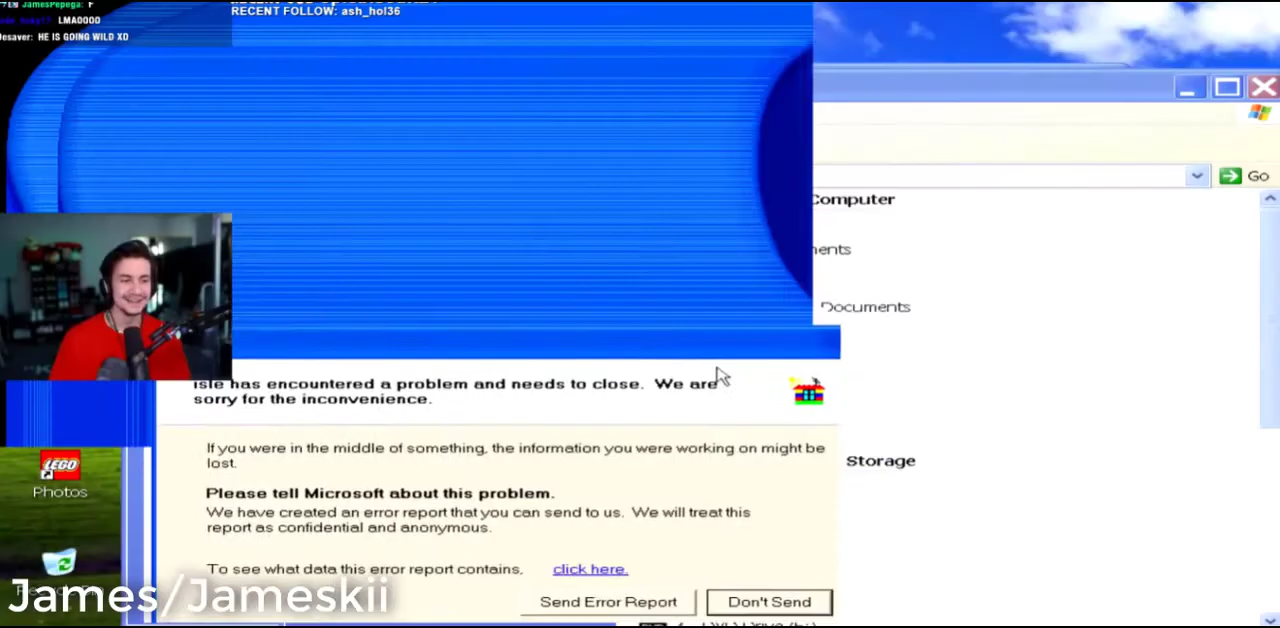 JamesPepega: F
RECENT FOLLOW: ash_hol36
LMAOOOO
Desaver: HE IS GOING WILD XD
Go
Computer
ments
Documents
isle has encountered a problem and needs to close. We are
sorry for the inconvenience.
If you were in the middle of something, the information you were working on might be
lost.
Storage
LEGO
Photos
Please tell Microsoft about this problem.
We have created an error report that you can send to us. We will treat this
report as confidential and anonymous.
To see what data this error report contains, click here.
James/Jameskii
Send Error Report
Don't Send